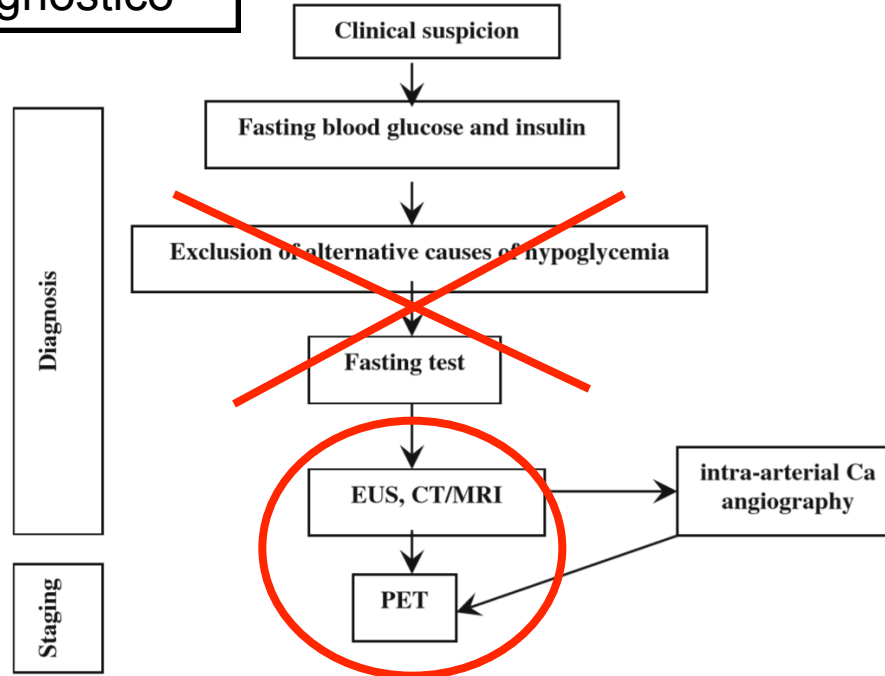 Clinical suspicion
Fasting blood glucose and insulin
Exclusion of alternative causes of hypoglycemia
Fasting test
EUS, CT/MRI
intra-arterial Ca
angiography
PET
Diagnosis
Staging